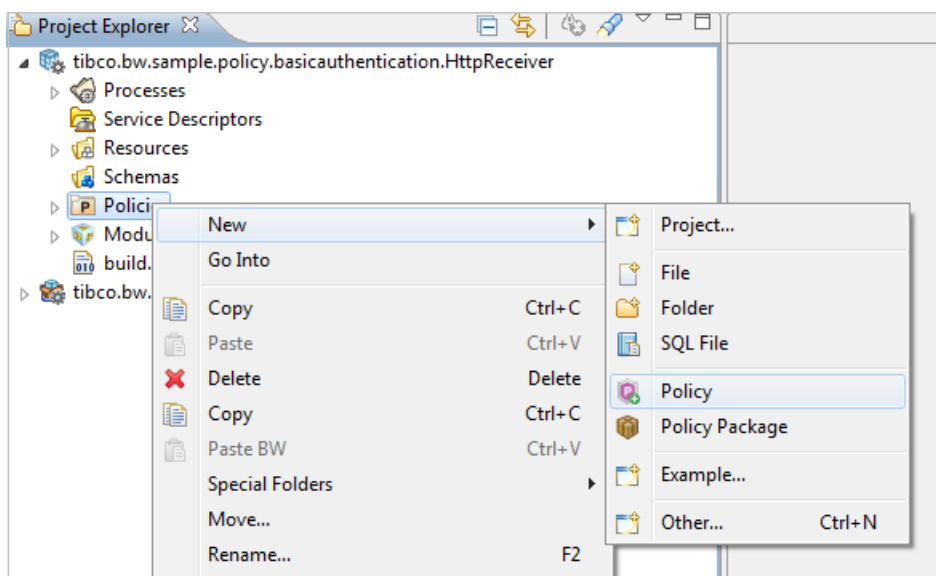 Project Explorer
tibco.bw.sample.policy.basicauthentication.HttpReceiver
Processes
Service Descriptors
Resources
Schemas
Polici
Modu
build.
tibco.bw.
New
Go Into
Copy Ctrl+C
Paste Ctrl+V
Delete Delete
Copy Ctrl+C
Paste BW Ctrl+V
Special Folders
Move...
Rename... F2
Project...
File
Folder
SQL File
Policy
Policy Package
Example...
Other... Ctrl+N